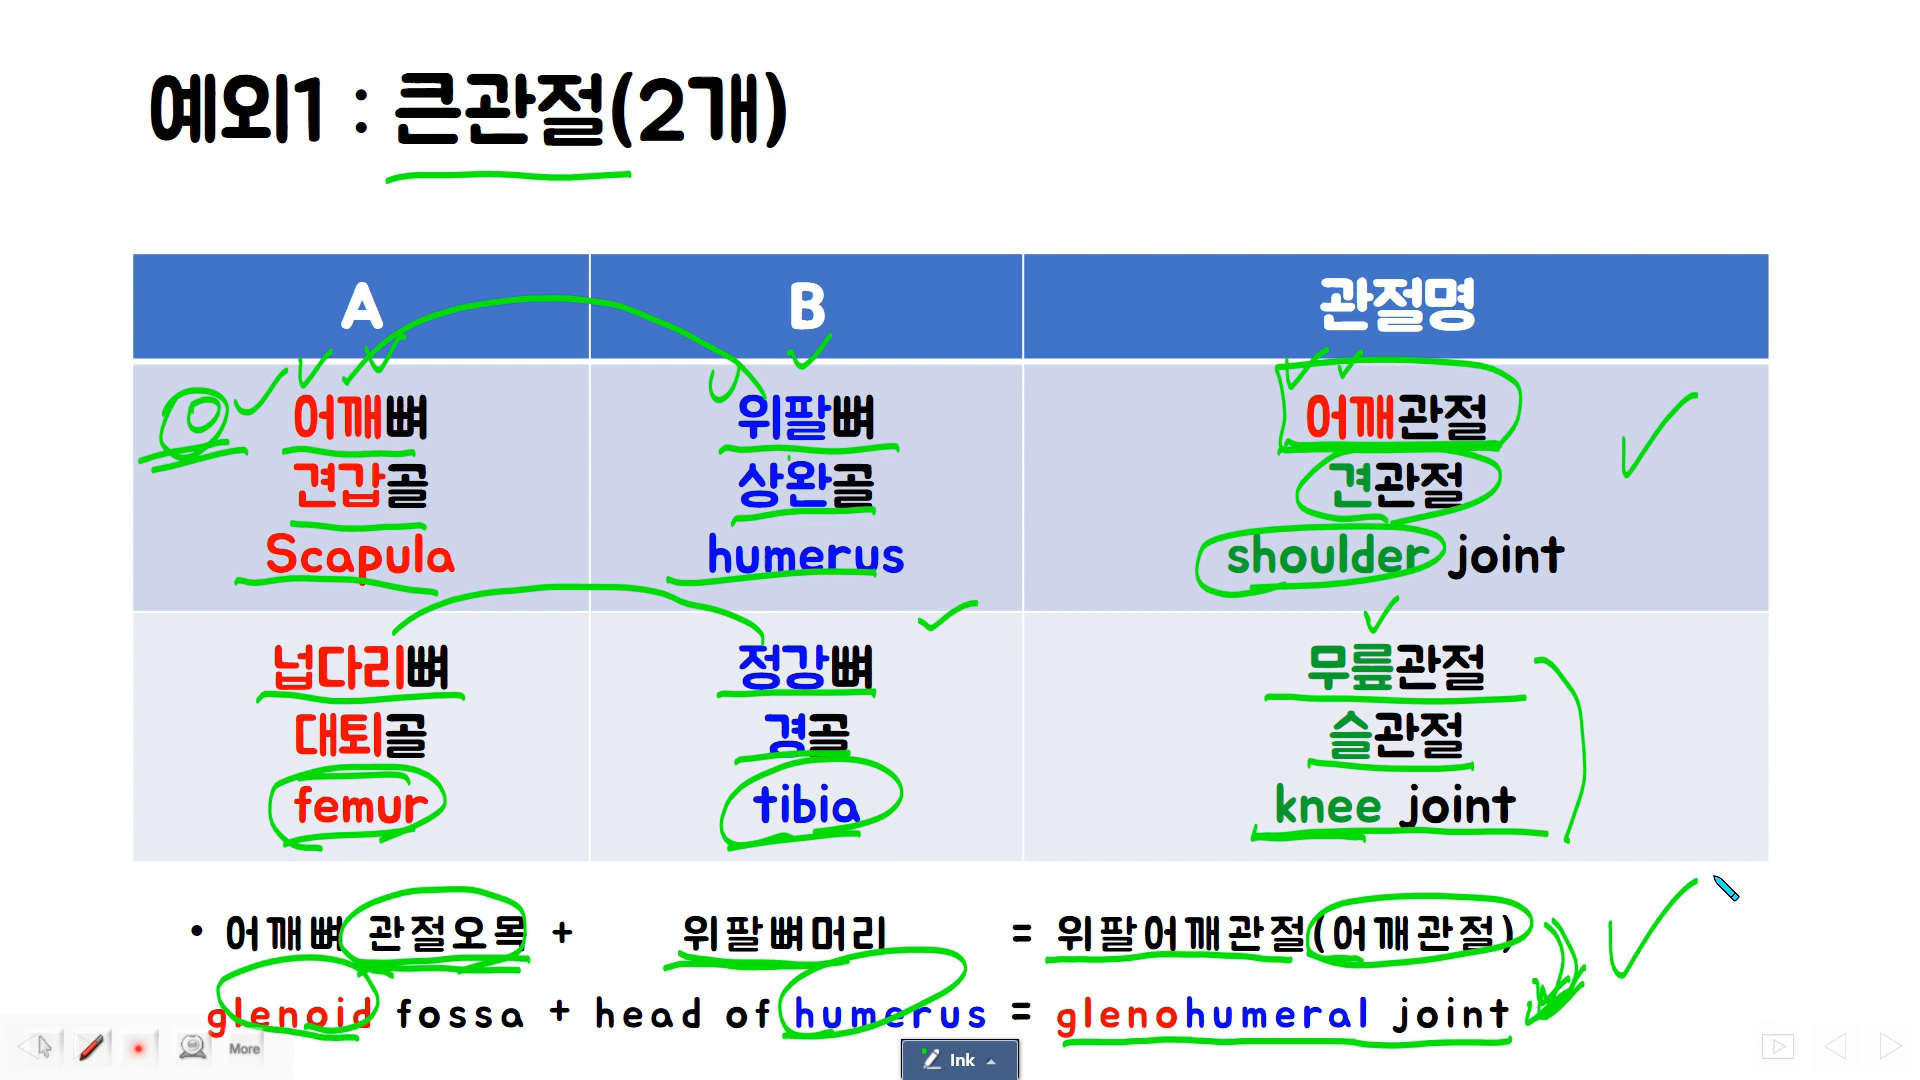 예외1 : 큰관절(2개)
A B 관절명
어깨뼈 위팔뼈 어깨관절
견갑골 상완골 견관절
Scapula humerus shoulder joint
넙다리뼈 정강뼈 무릎관절
대퇴골 경골 슬관절
femur tibia knee joint
• 어깨뼈 관절오목 + 위팔뼈머리 = 위팔어깨관절(어깨관절)
glenoid fossa + head of humerus = glenohumeral joint
More
Ink